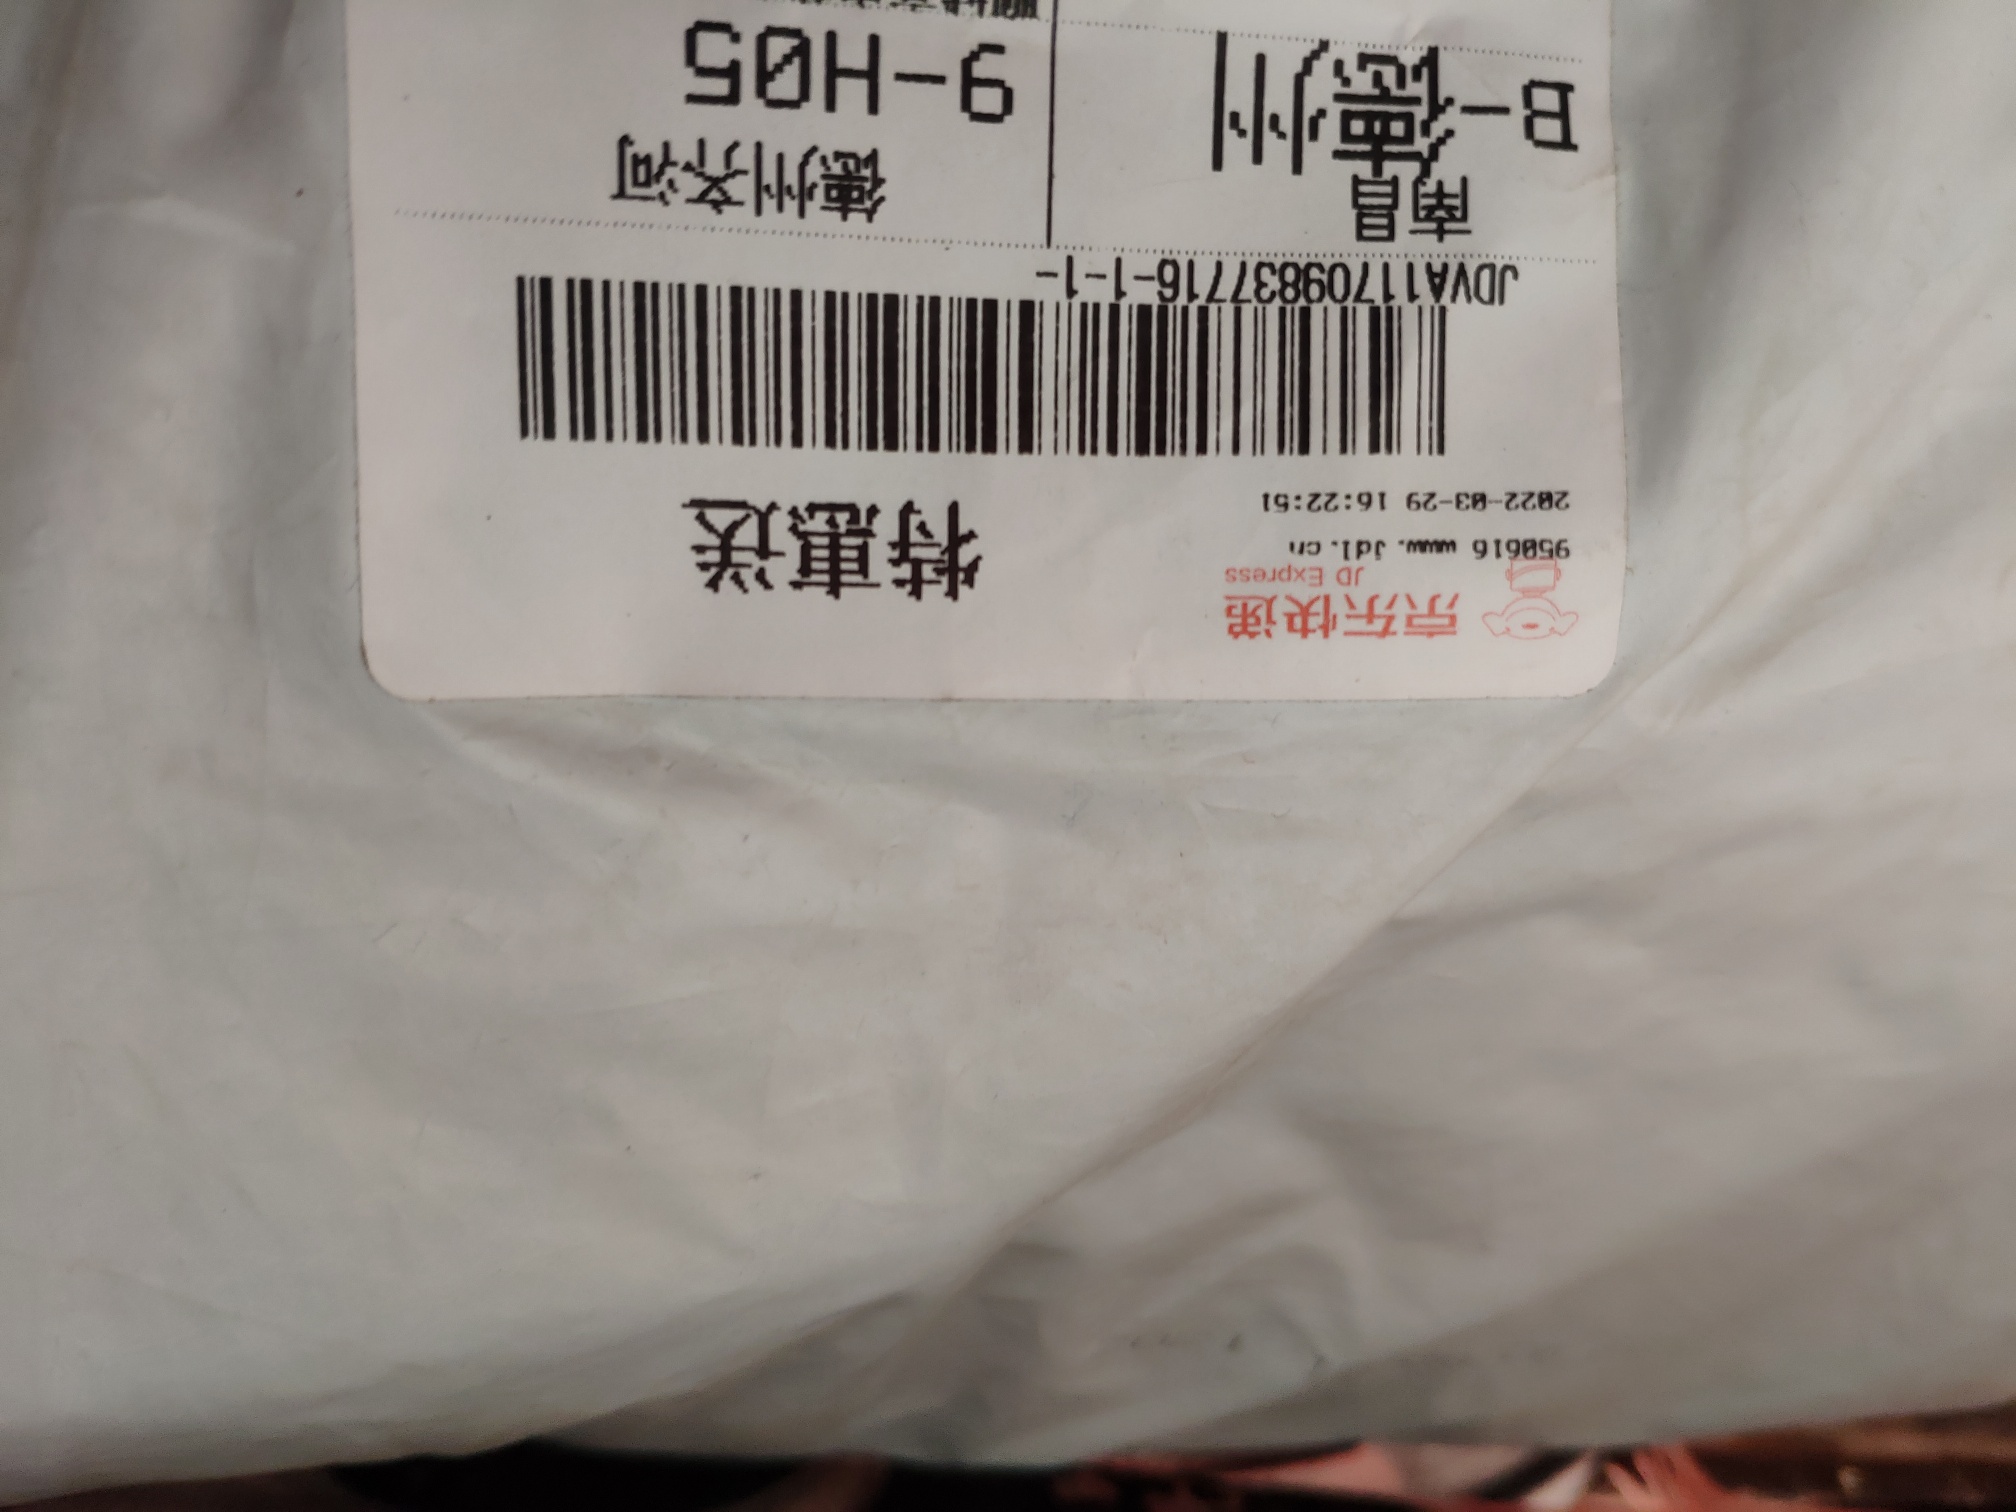 京东快递
JD Express
950616 www.jdl.cn
2022-03-29 16:22:51
特惠送
JDVA11709837716-1-1-
南昌
B-德州
德州齐河
9-H05